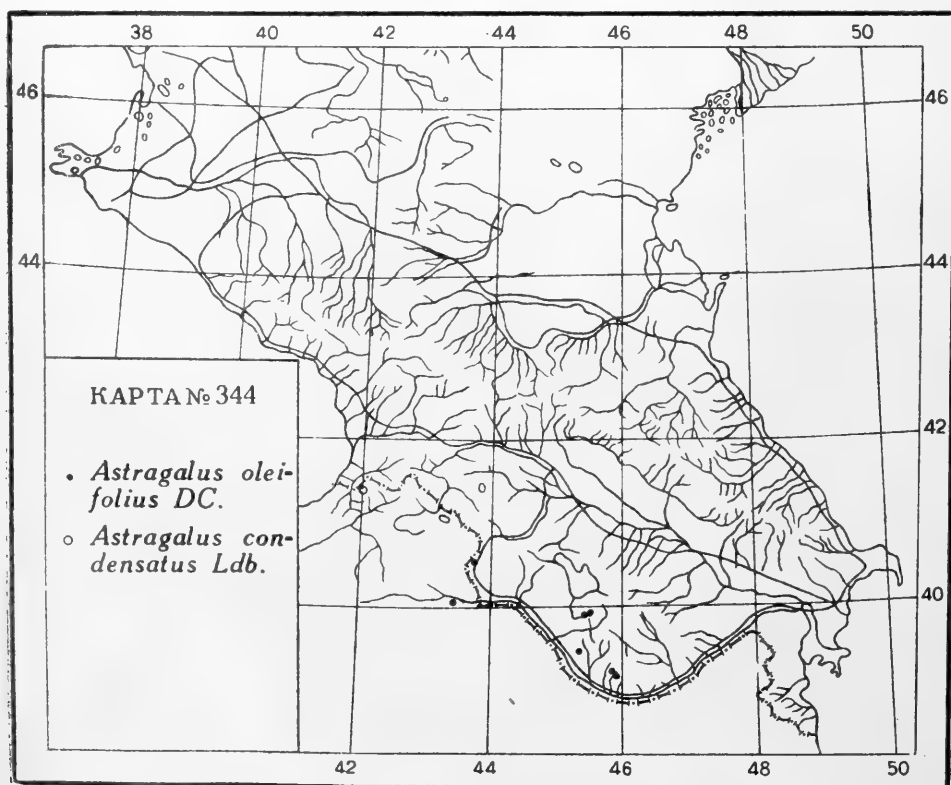 38 40 42 44 46 48 50
46 46
44 44
КАРТА № 344
42
• Astragalus olei-
folius DC.
○ Astragalus con-
densatus Ldb.
40
42 44 46 48 50